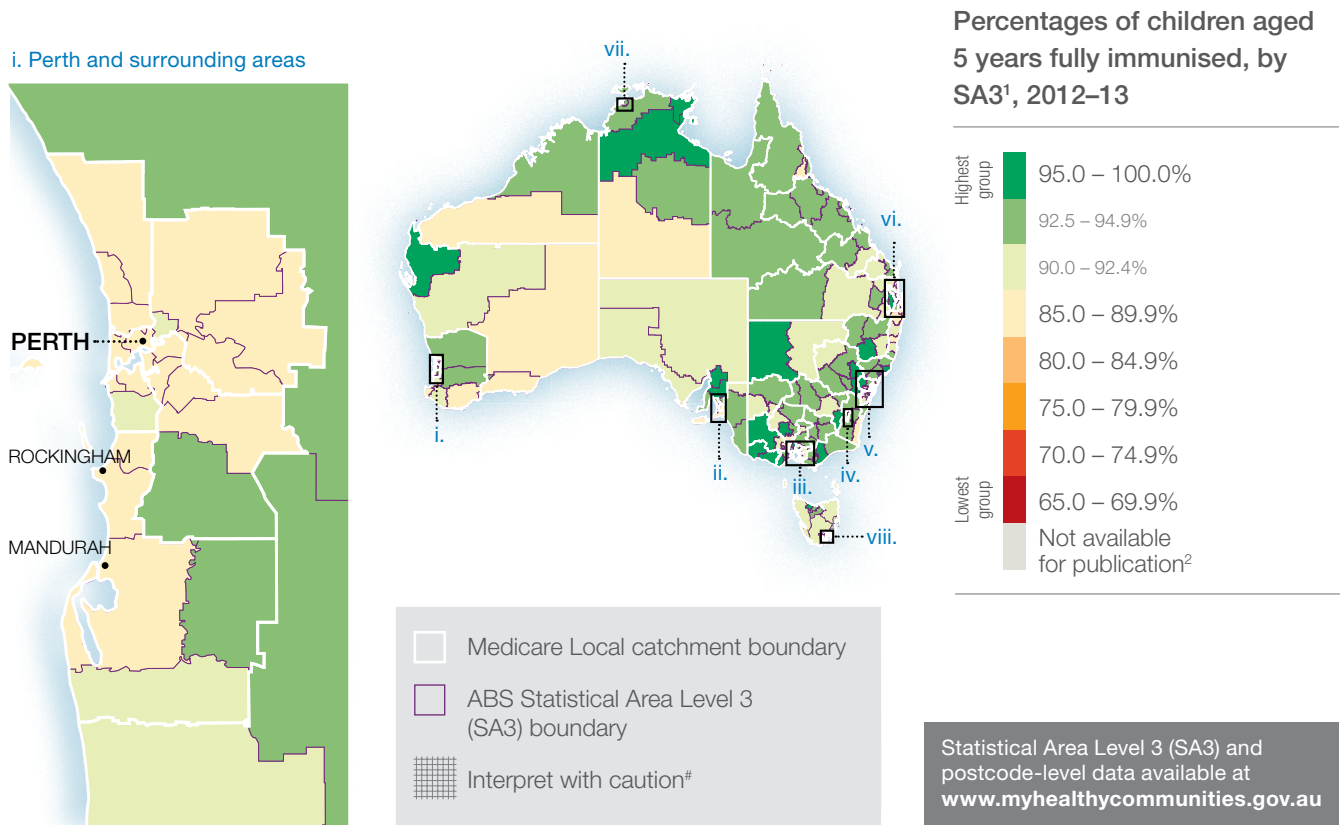 i. Perth and surrounding areas
PERTH
ROCKINGHAM
MANDURAH
vii.
vi.
i.
ii.
iii.
iv.
v.
viii.
Percentages of children aged
5 years fully immunised, by
SA3¹, 2012–13
Highest
group
95.0 – 100.0%
92.5 – 94.9%
90.0 – 92.4%
85.0 – 89.9%
80.0 – 84.9%
75.0 – 79.9%
70.0 – 74.9%
65.0 – 69.9%
Lowest
group
Not available
for publication²
Medicare Local catchment boundary
ABS Statistical Area Level 3
(SA3) boundary
Interpret with caution#
Statistical Area Level 3 (SA3) and
postcode-level data available at
www.myhealthycommunities.gov.au